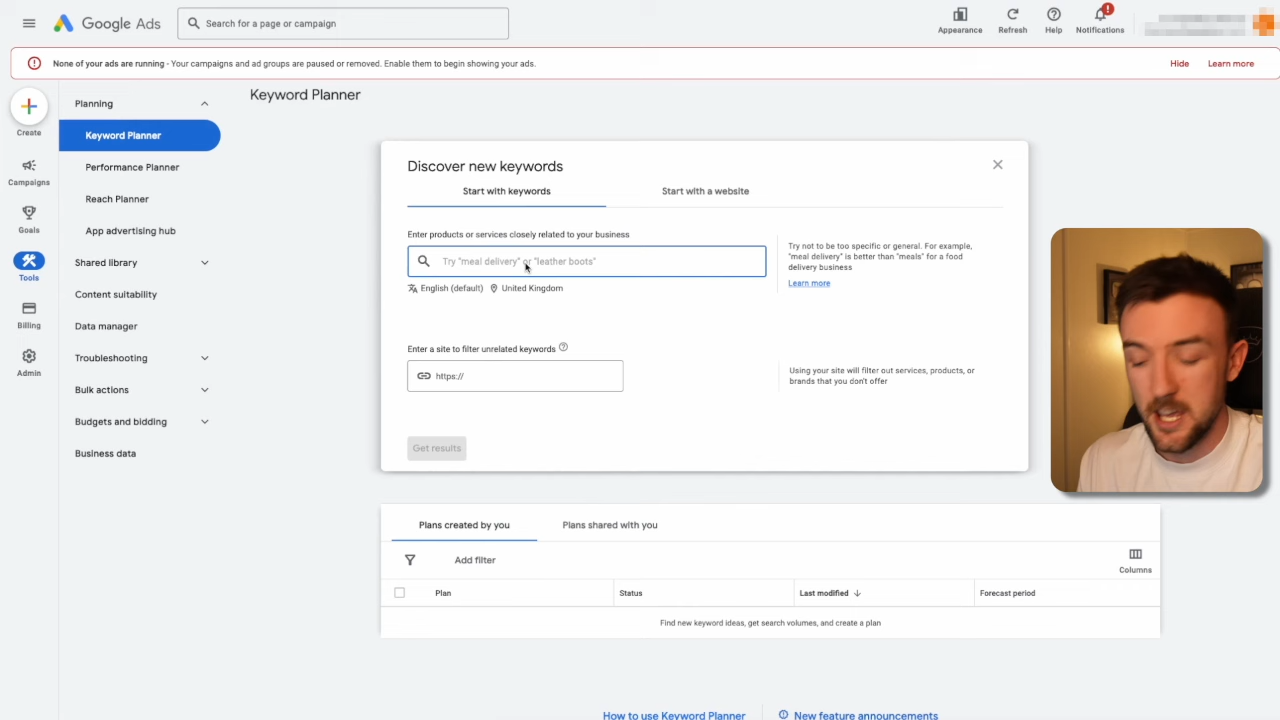 Google Ads
Search for a page or campaign
Appearance
Refresh
Help
Notifications
None of your ads are running - Your campaigns and ad groups are paused or removed. Enable them to begin showing your ads.
Hide
Learn more
Create
Campaigns
Goals
Tools
Billing
Admin
Planning
Keyword Planner
Performance Planner
Reach Planner
App advertising hub
Shared library
Content suitability
Data manager
Troubleshooting
Bulk actions
Budgets and bidding
Business data
Keyword Planner
Discover new keywords
Start with keywords
Start with a website
Enter products or services closely related to your business
Try "meal delivery" or "leather boots"
English (default)
United Kingdom
Try not to be too specific or general. For example,
"meal delivery" is better than "meals" for a food
delivery business
Learn more
Enter a site to filter unrelated keywords
https://
Using your site will filter out services, products, or
brands that you don't offer
Get results
Plans created by you
Plans shared with you
Add filter
Columns
Plan
Status
Last modified
Forecast period
Find new keyword ideas, get search volumes, and create a plan
How to use Keyword Planner
New feature announcements